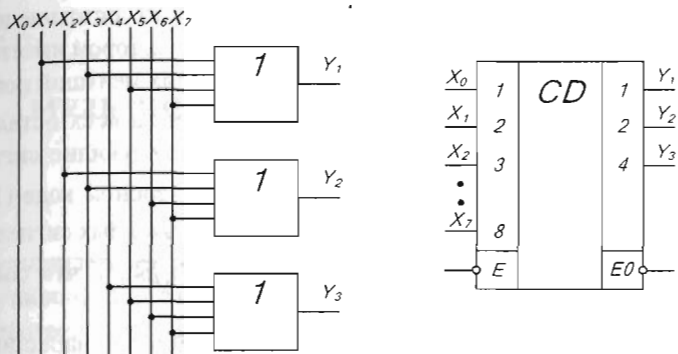 X₀ X₁ X₂ X₃ X₄ X₅ X₆ X₇
1 Y₁
1 Y₂
1 Y₃
CD
X₀ 1 1 Y₁
X₁ 2 2 Y₂
X₂ 3 4 Y₃
X₇ 8
E E0